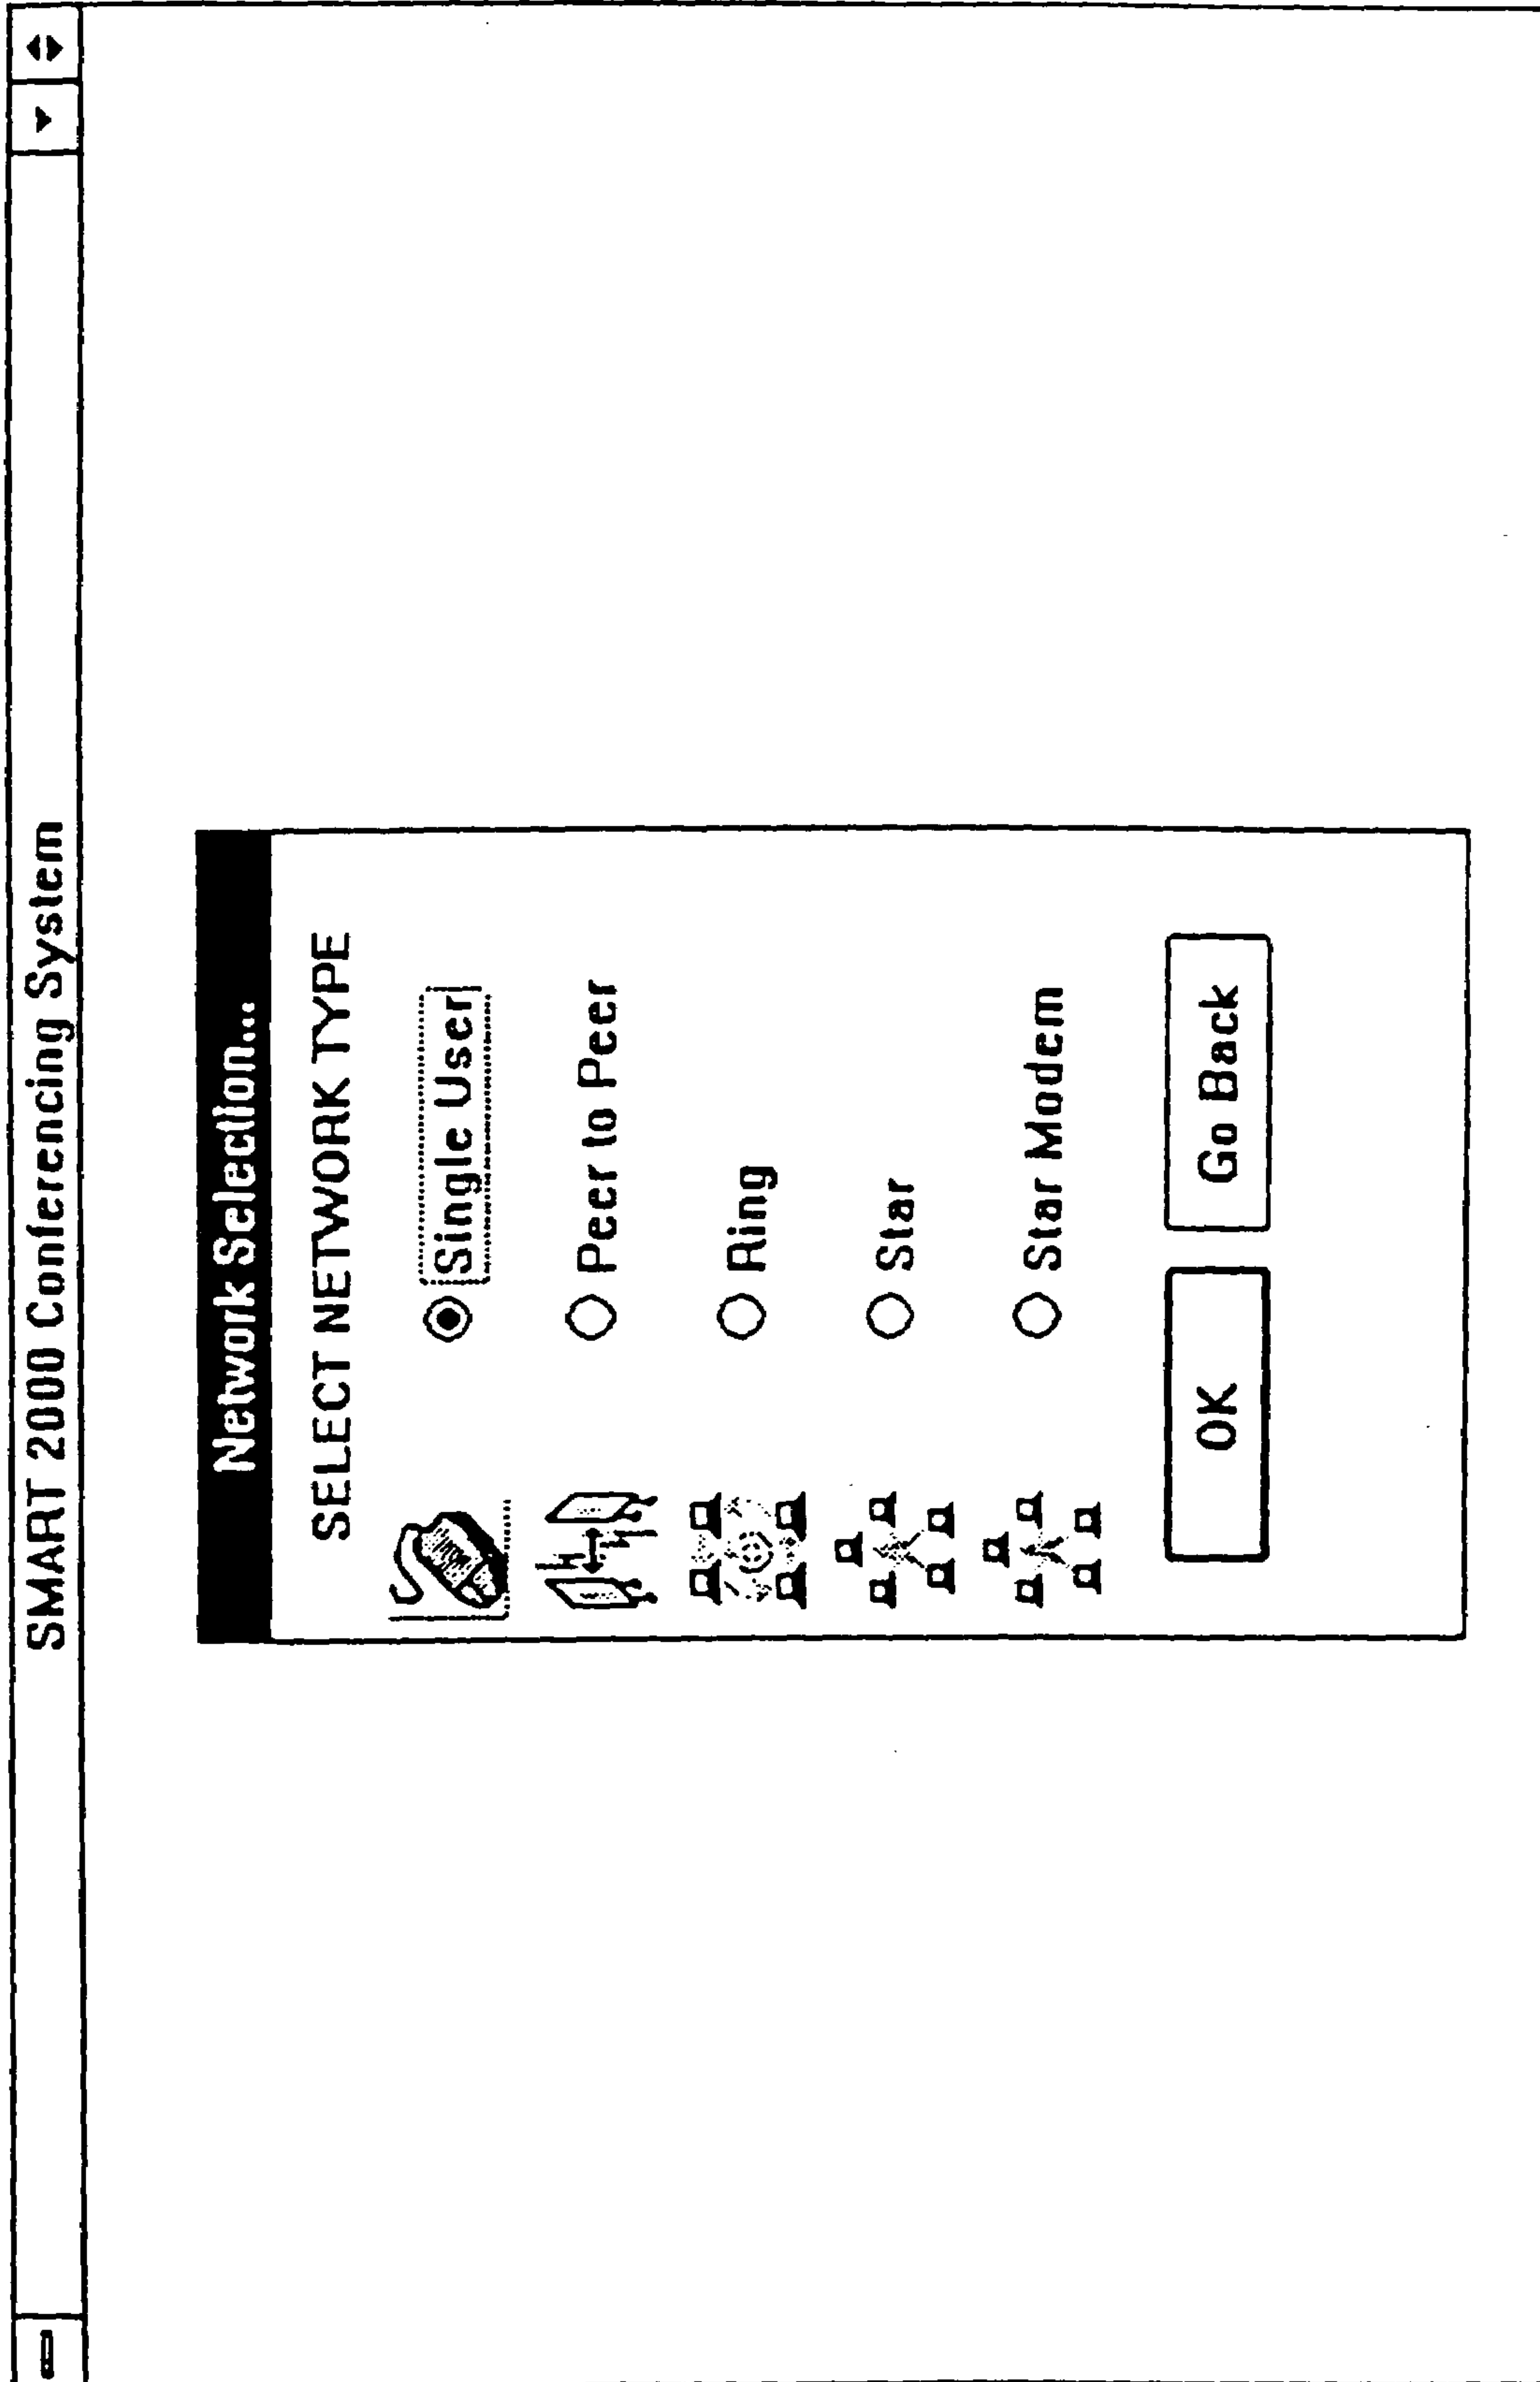 SMART 2000 Conferencing System
Network Selection...
SELECT NETWORK TYPE
Single User
Peer to Peer
Ring
Star
Star Modem
OK
Go Back